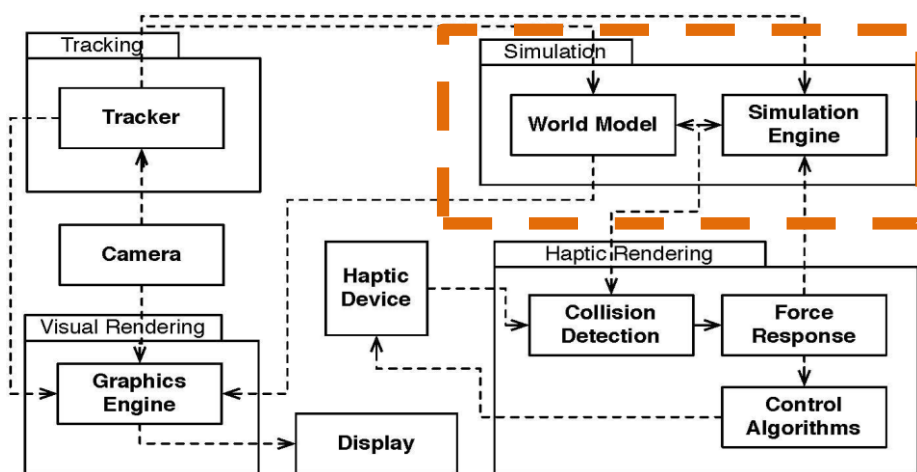 Tracking
Simulation
Tracker
World Model
Simulation
Engine
Camera
Haptic
Device
Haptic Rendering
Collision
Detection
Force
Response
Visual Rendering
Graphics
Engine
Display
Control
Algorithms